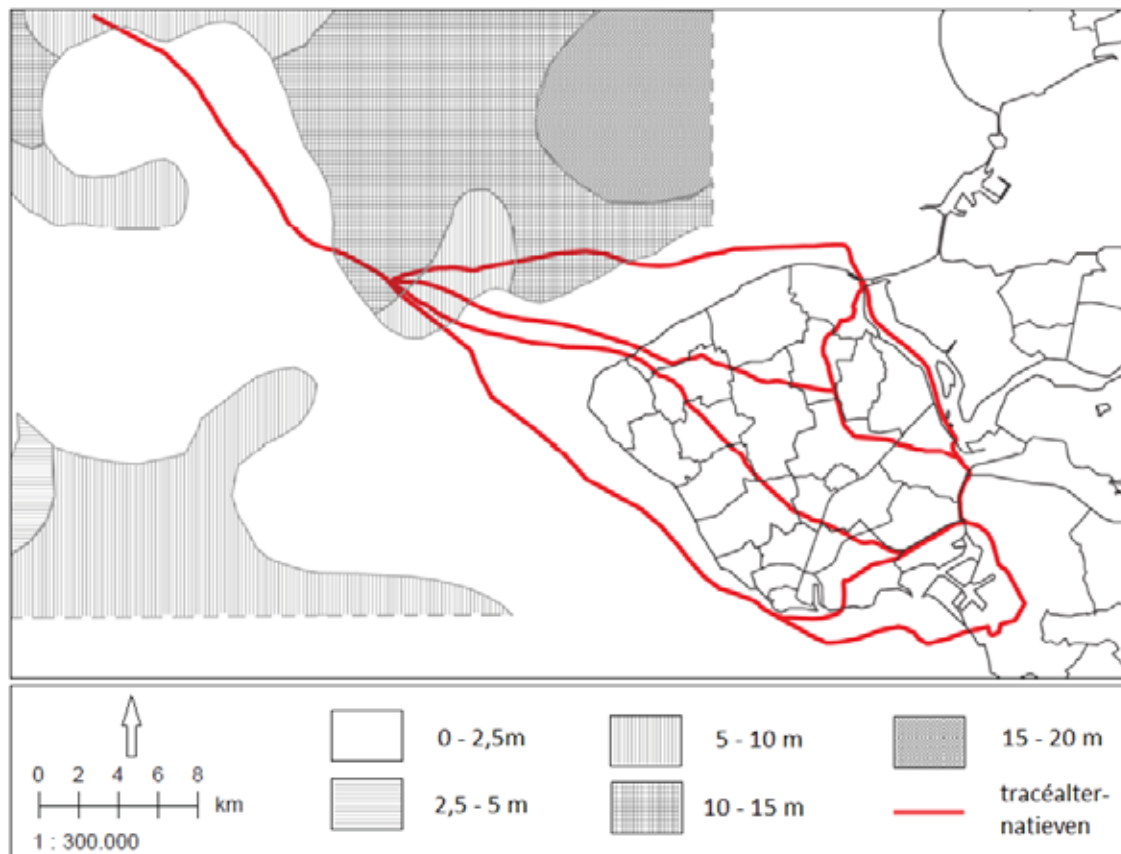 0 2 4 6 8
km
1 : 300.000
0 - 2,5m
2,5 - 5 m
5 - 10 m
10 - 15 m
15 - 20 m
tracéalter-
natieven